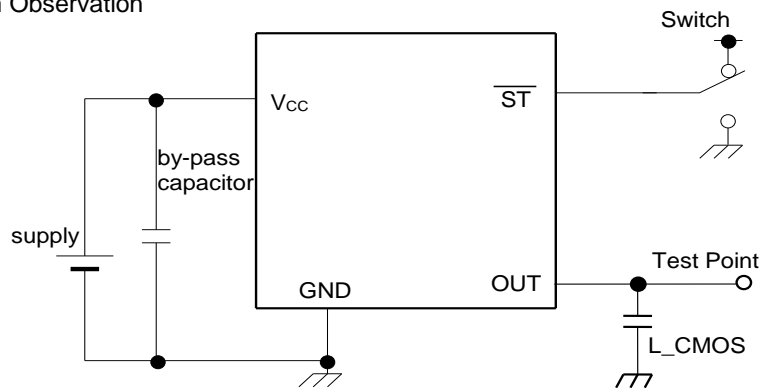 Observation
Switch
VCC
ST
by-pass
capacitor
supply
Test Point
OUT
GND
L_CMOS